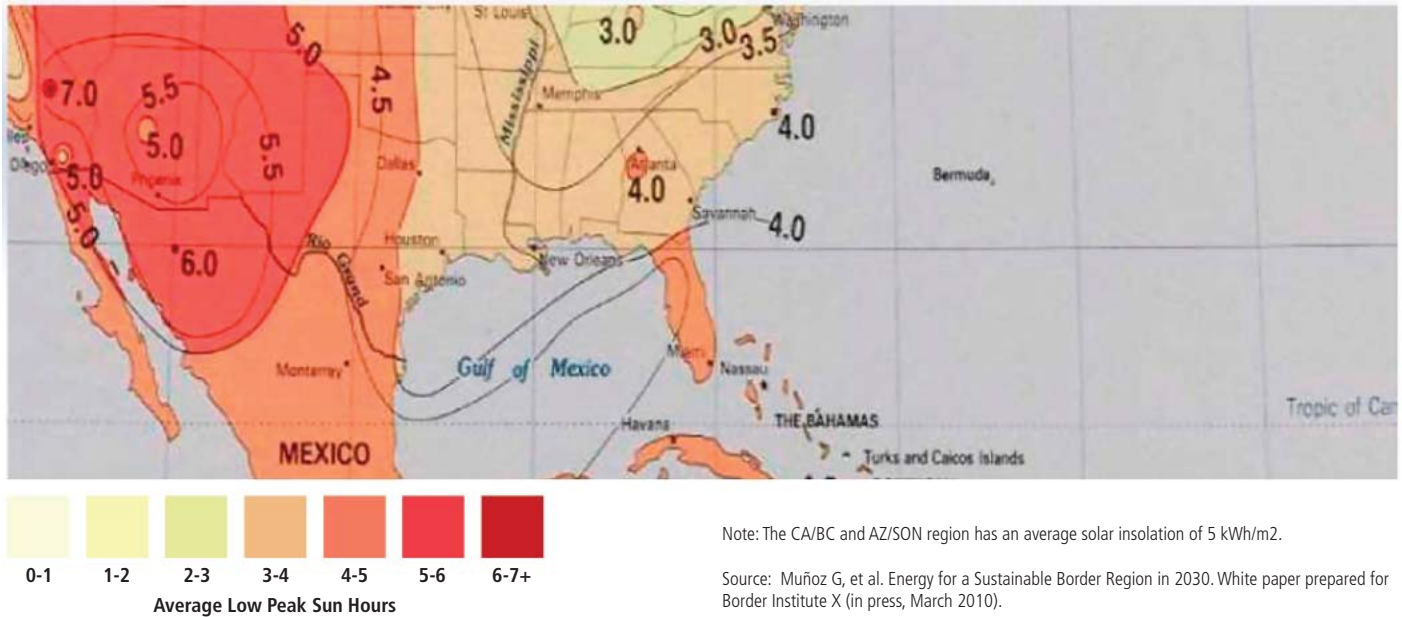 St Louis
Washington
5.0
3.0
3.0
3.5
7.0
5.5
4.5
Mississippi
Memphis
5.0
5.5
4.0
Dallas
Atlanta
Diego
5.0
Phoenix
4.0
Bermuda
5.0
Savannah
4.0
Rio Grand
Houston
6.0
New Orleans
San Antonio
Monterrey
Gulf of Mexico
Miami
Nassau
Tropic of Can
Havana
THE BAHAMAS
MEXICO
Turks and Caicos Islands
0-1 1-2 2-3 3-4 4-5 5-6 6-7+
Average Low Peak Sun Hours
Note: The CA/BC and AZ/SON region has an average solar insolation of 5 kWh/m2.
Source: Muñoz G, et al. Energy for a Sustainable Border Region in 2030. White paper prepared for
Border Institute X (in press, March 2010).